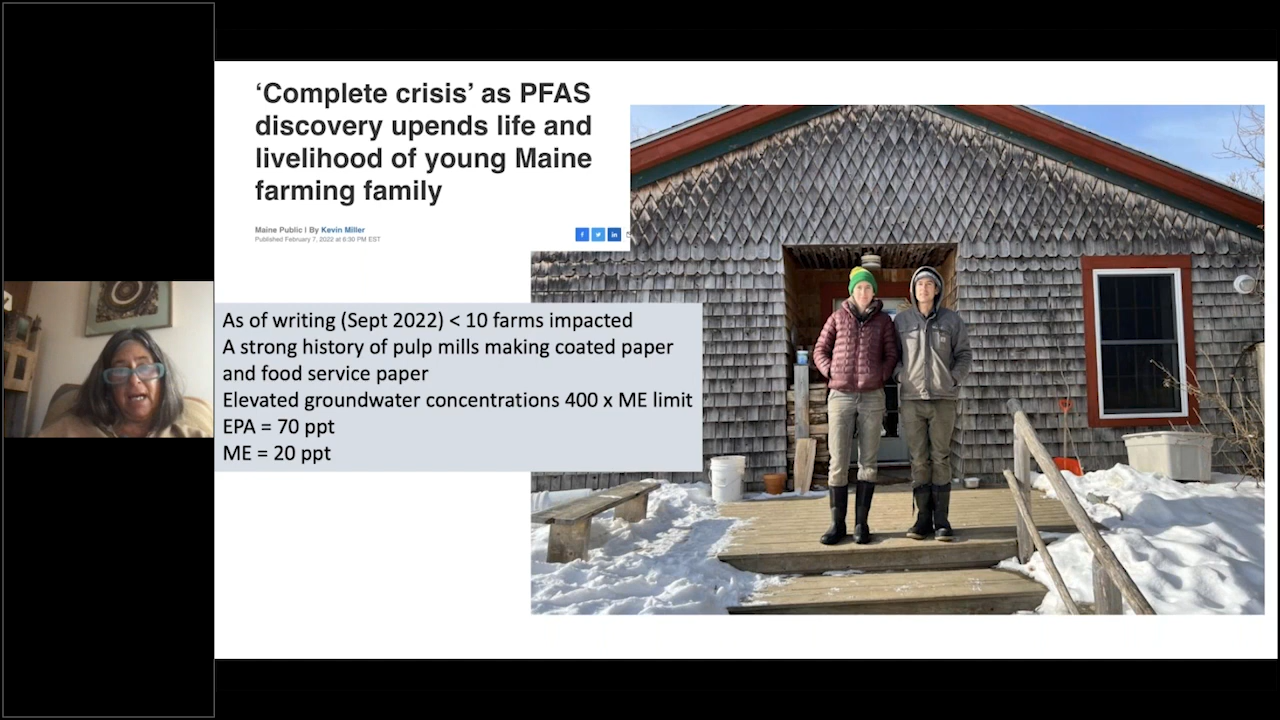 ‘Complete crisis’ as PFAS
discovery upends life and
livelihood of young Maine
farming family
Maine Public | By Kevin Miller
Published February 7, 2022 at 6:30 PM EST
As of writing (Sept 2022) < 10 farms impacted
A strong history of pulp mills making coated paper
and food service paper
Elevated groundwater concentrations 400 x ME limit
EPA = 70 ppt
ME = 20 ppt